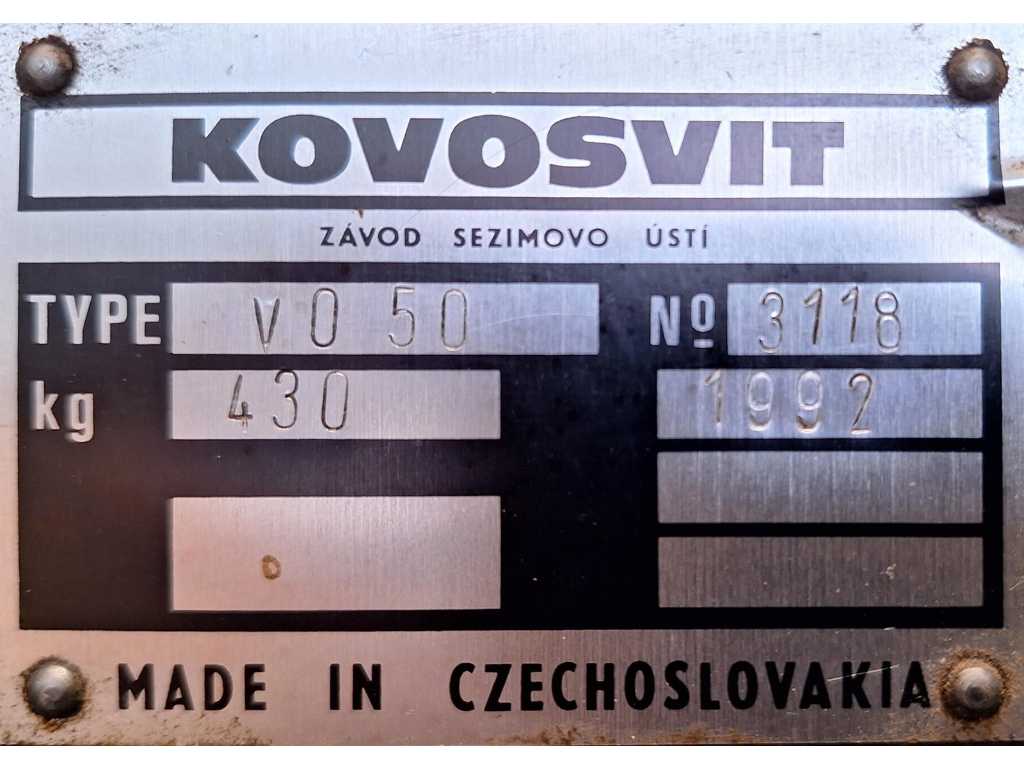 KOVOSVIT
ZÁVOD SEZIMOVO ÚSTÍ
TYPE VO 50 Nº 3118
kg 430 1992
MADE IN CZECHOSLOVAKIA